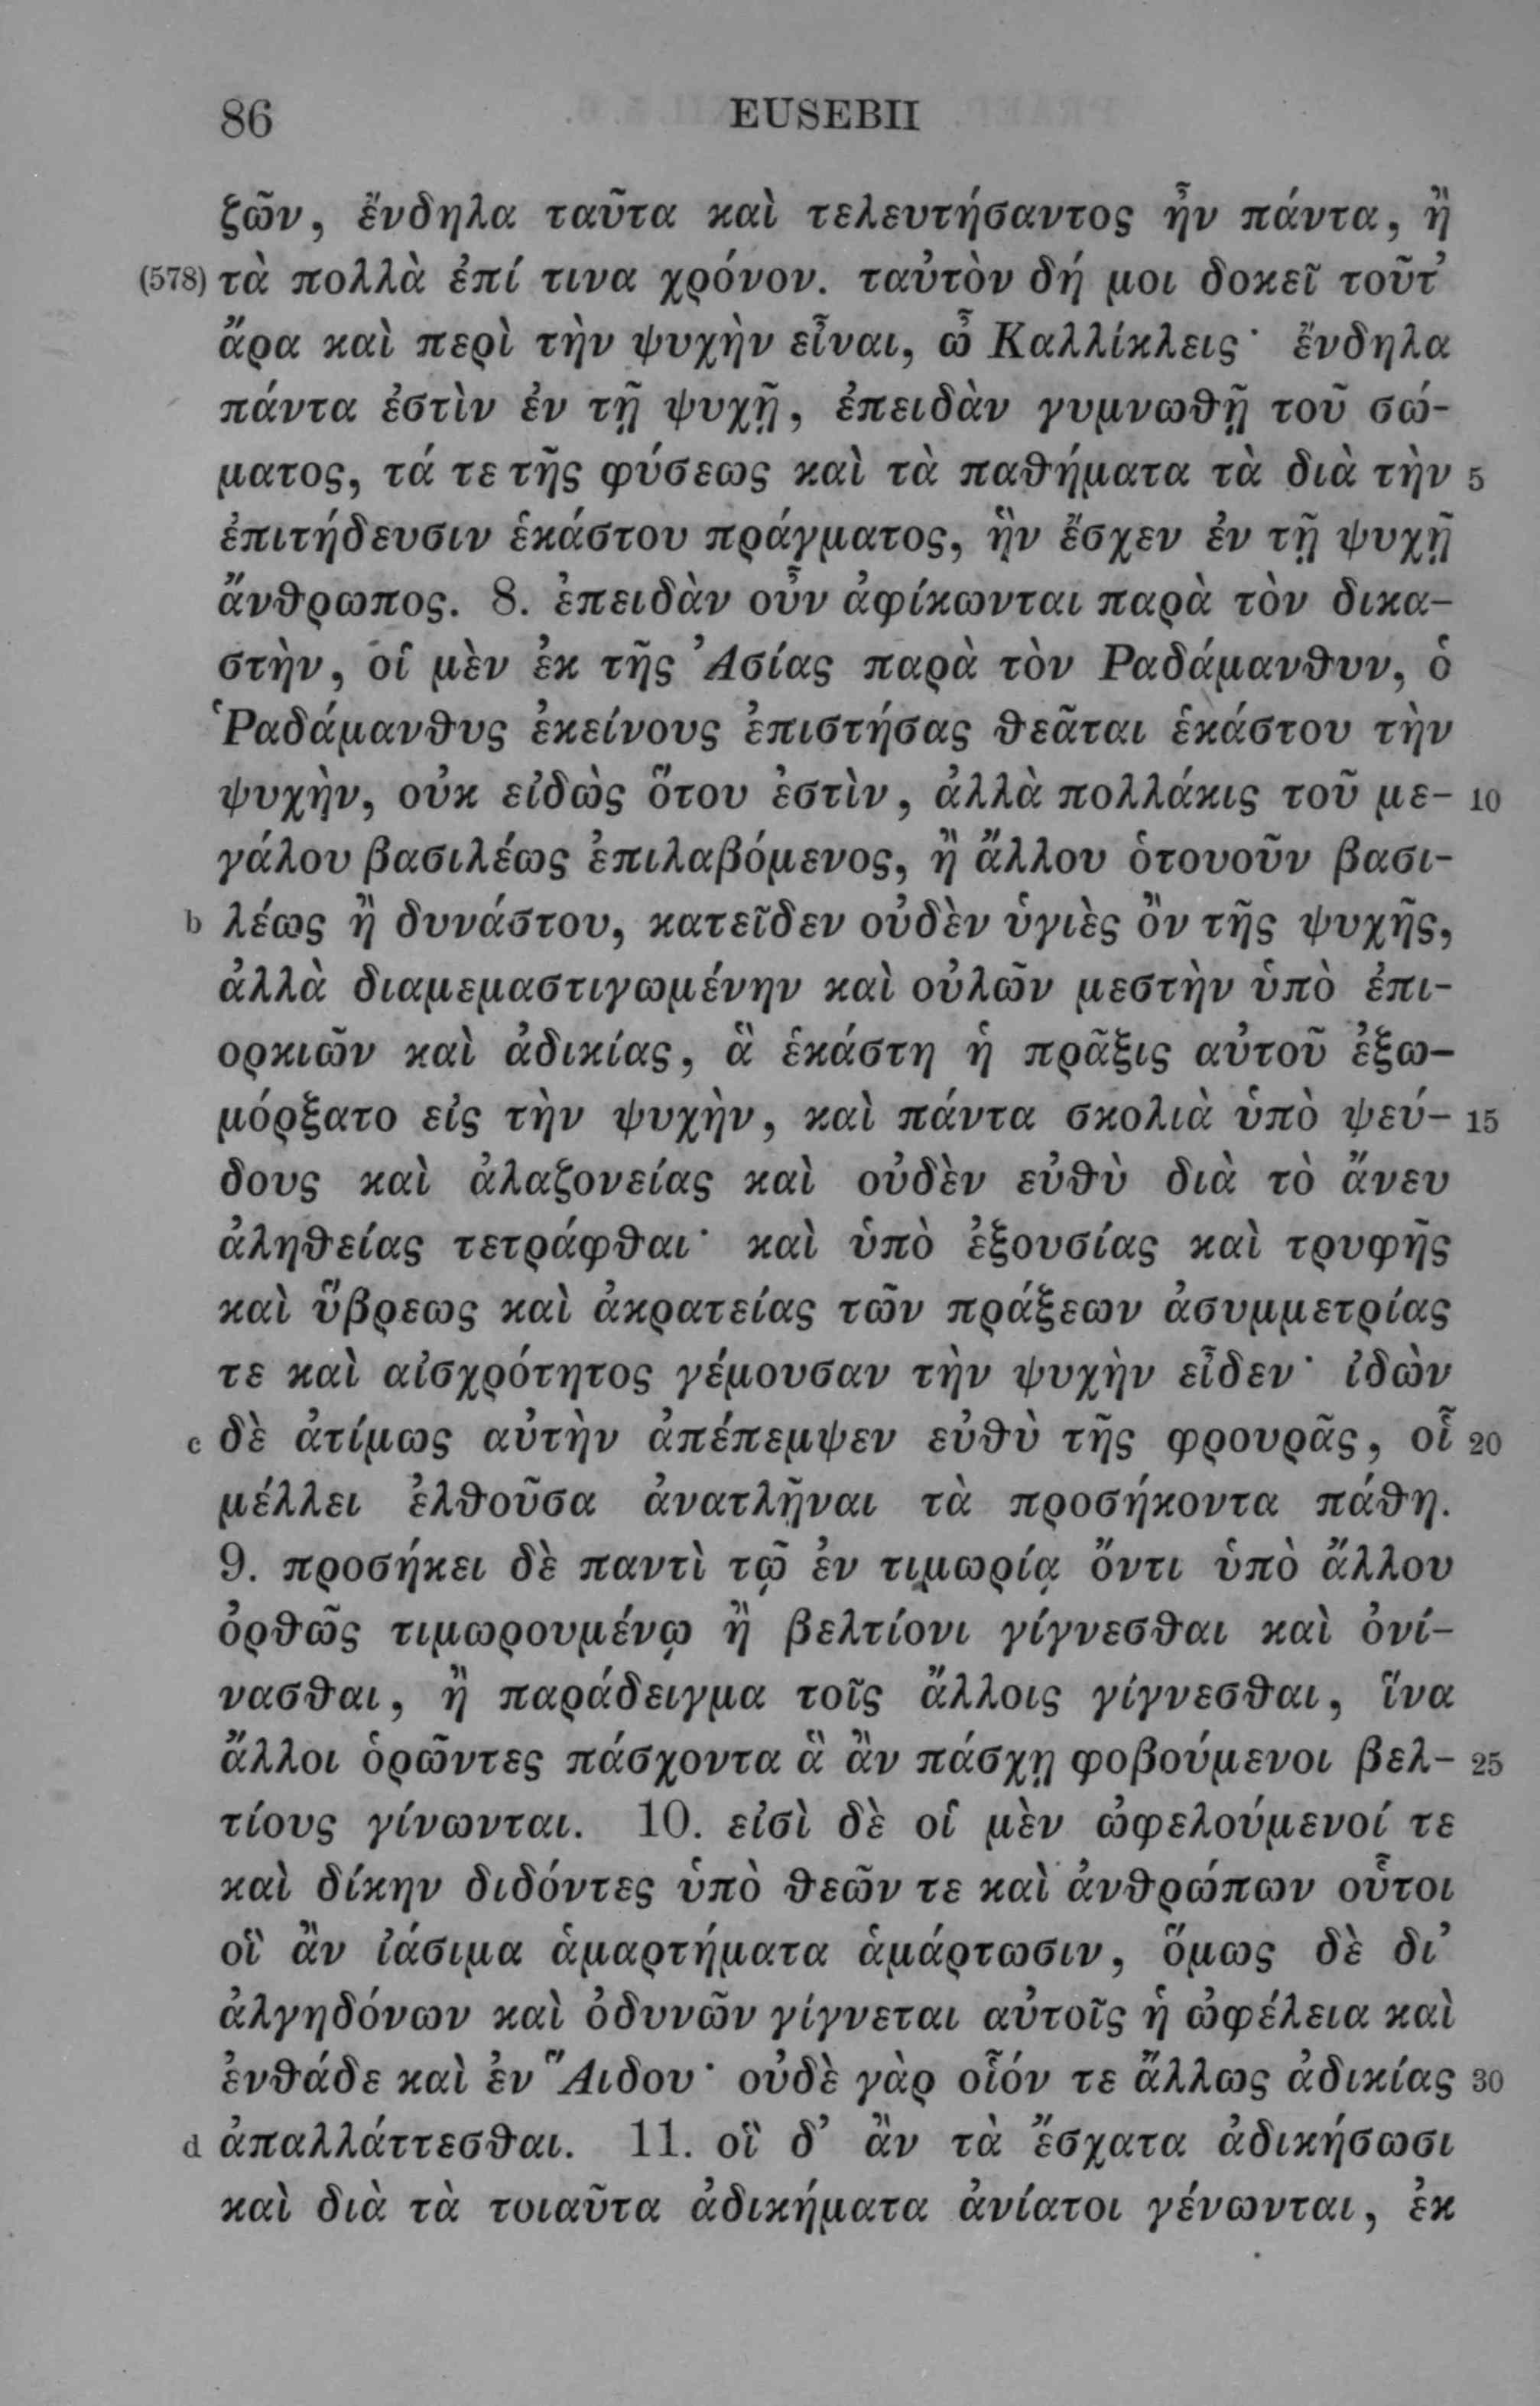 86 EUSEBII
ζῶν, ἔνδηλα ταῦτα καὶ τελευτήσαντος ἦν πάντα, ἢ
(578) τὰ πολλὰ ἐπί τινα χρόνον. ταὐτὸν δή μοι δοκεῖ τοῦτ'
ἄρα καὶ περὶ τὴν ψυχὴν εἶναι, ὦ Καλλίκλεις· ἔνδηλα
πάντα ἐστὶν ἐν τῇ ψυχῇ, ἐπειδὰν γυμνωθῇ τοῦ σώ-
ματος, τά τε τῆς φύσεως καὶ τὰ παθήματα τὰ διὰ τὴν 5
ἐπιτήδευσιν ἑκάστου πράγματος, ἣν ἔσχεν ἐν τῇ ψυχῇ
ἄνθρωπος. 8. ἐπειδὰν οὖν ἀφίκωνται παρὰ τὸν δικα-
στὴν, οἱ μὲν ἐκ τῆς Ἀσίας παρὰ τὸν Ραδάμανθυν, ὁ
Ῥαδάμανθυς ἐκείνους ἐπιστήσας θεᾶται ἑκάστου τὴν
ψυχὴν, οὐκ εἰδὼς ὅτου ἐστὶν, ἀλλὰ πολλάκις τοῦ με- 10
γάλου βασιλέως ἐπιλαβόμενος, ἢ ἄλλου ὁτουοῦν βασι-
b λέως ἢ δυνάστου, κατεῖδεν οὐδὲν ὑγιὲς ὂν τῆς ψυχῆς,
ἀλλὰ διαμεμαστιγωμένην καὶ οὐλῶν μεστὴν ὑπὸ ἐπι-
ορκιῶν καὶ ἀδικίας, ἃ ἑκάστη ἡ πρᾶξις αὐτοῦ ἐξω-
μόρξατο εἰς τὴν ψυχὴν, καὶ πάντα σκολιὰ ὑπὸ ψεύ- 15
δους καὶ ἀλαζονείας καὶ οὐδὲν εὐθὺ διὰ τὸ ἄνευ
ἀληθείας τετράφθαι· καὶ ὑπὸ ἐξουσίας καὶ τρυφῆς
καὶ ὕβρεως καὶ ἀκρατείας τῶν πράξεων ἀσυμμετρίας
τε καὶ αἰσχρότητος γέμουσαν τὴν ψυχὴν εἶδεν· ἰδὼν
c δὲ ἀτίμως αὐτὴν ἀπέπεμψεν εὐθὺ τῆς φρουρᾶς, οἷ 20
μέλλει ἐλθοῦσα ἀνατλῆναι τὰ προσήκοντα πάθη.
9. προσήκει δὲ παντὶ τῷ ἐν τιμωρίᾳ ὄντι ὑπὸ ἄλλου
ὀρθῶς τιμωρουμένῳ ἢ βελτίονι γίγνεσθαι καὶ ὀνί-
νασθαι, ἢ παράδειγμα τοῖς ἄλλοις γίγνεσθαι, ἵνα
ἄλλοι ὁρῶντες πάσχοντα ἃ ἂν πάσχῃ φοβούμενοι βελ- 25
τίους γίνωνται. 10. εἰσὶ δὲ οἱ μὲν ὠφελούμενοί τε
καὶ δίκην διδόντες ὑπὸ θεῶν τε καὶ ἀνθρώπων οὗτοι
οἳ ἂν ἰάσιμα ἁμαρτήματα ἁμάρτωσιν, ὅμως δὲ δι'
ἀλγηδόνων καὶ ὀδυνῶν γίγνεται αὐτοῖς ἡ ὠφέλεια καὶ
ἐνθάδε καὶ ἐν Ἅιδου· οὐδὲ γὰρ οἷόν τε ἄλλως ἀδικίας 30
d ἀπαλλάττεσθαι. 11. οἳ δ' ἂν τὰ ἔσχατα ἀδικήσωσι
καὶ διὰ τὰ τοιαῦτα ἀδικήματα ἀνίατοι γένωνται, ἐκ